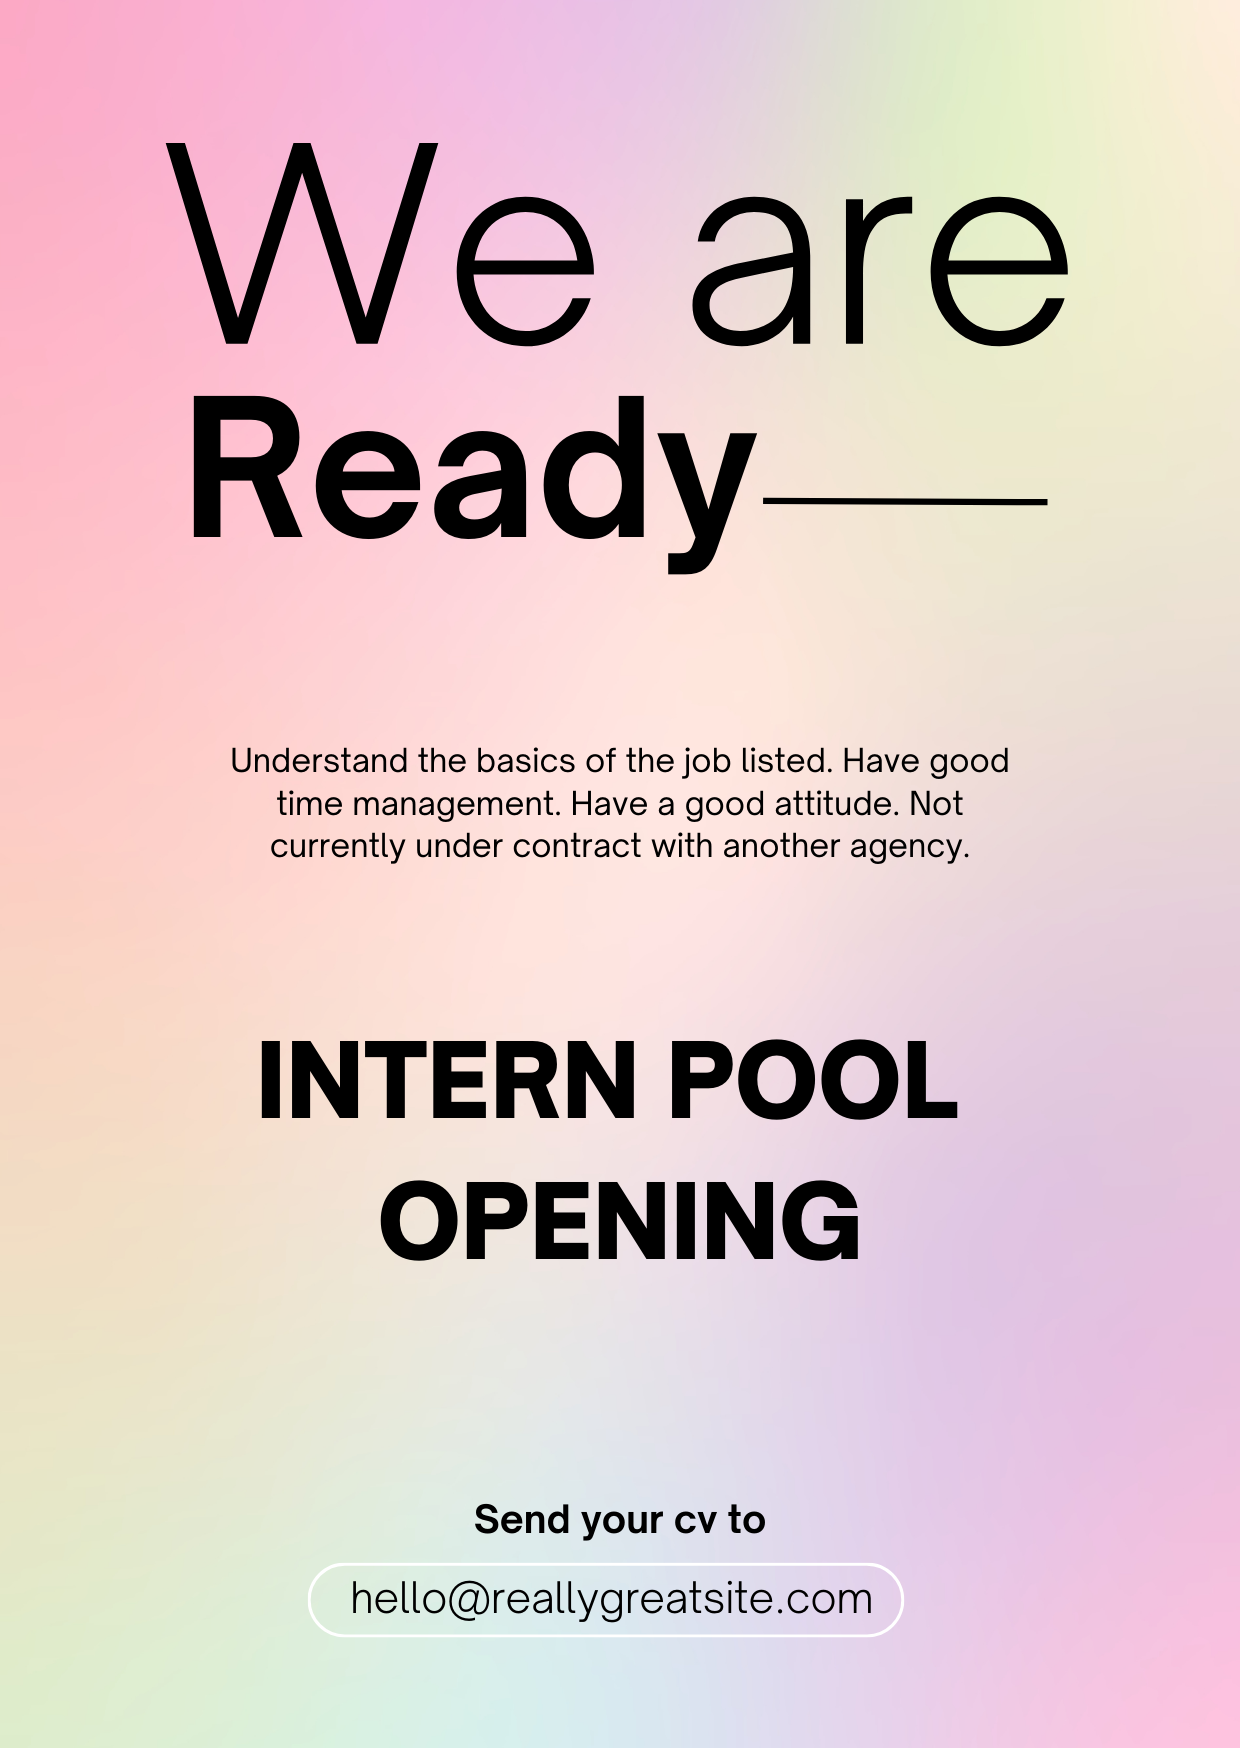 We are
Ready
Understand the basics of the job listed. Have good
time management. Have a good attitude. Not
currently under contract with another agency.
INTERN POOL
OPENING
Send your cv to
hello@reallygreatsite.com